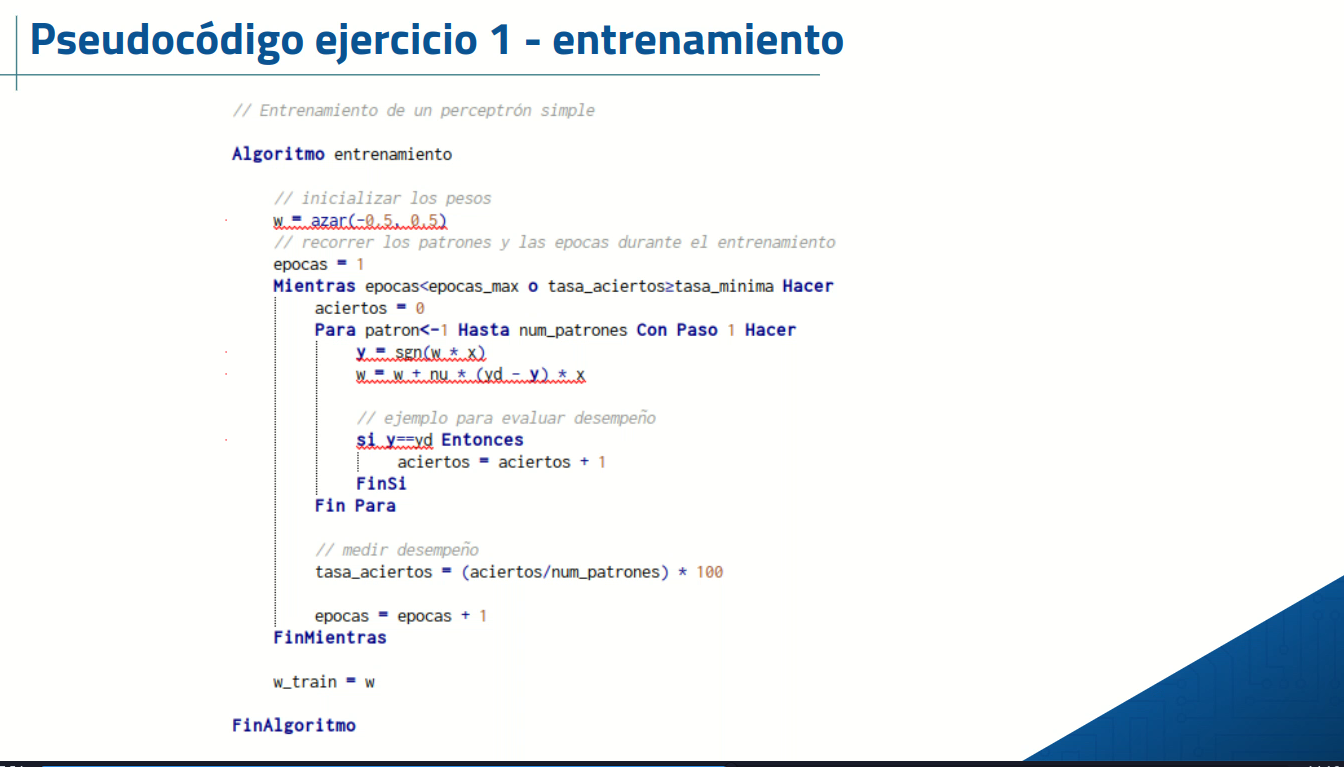 Pseudocódigo ejercicio 1 - entrenamiento
// Entrenamiento de un perceptrón simple
Algoritmo entrenamiento
// inicializar los pesos
w = azar(-0.5, 0.5)
// recorrer los patrones y las epocas durante el entrenamiento
epocas = 1
Mientras epocas<epocas_max o tasa_aciertos≥tasa_minima Hacer
aciertos = 0
Para patron<-1 Hasta num_patrones Con Paso 1 Hacer
y = sgn(w * x)
w = w + nu * (yd - y) * x
// ejemplo para evaluar desempeño
si y==yd Entonces
aciertos = aciertos + 1
FinSi
Fin Para
// medir desempeño
tasa_aciertos = (aciertos/num_patrones) * 100
epocas = epocas + 1
FinMientras
w_train = w
FinAlgoritmo